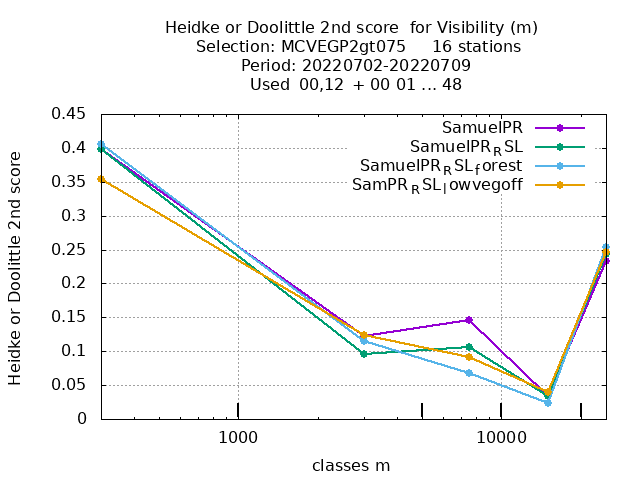 Heidke or Doolittle 2nd score  for Visibility (m)
Selection: MCVEGP2gt075     16 stations
Period: 20220702-20220709
Used  00,12  + 00 01 ... 48
Heidke or Doolittle 2nd score
0.45
0.4
0.35
0.3
0.25
0.2
0.15
0.1
0.05
0
SamuelPR
SamuelPR_RSL
SamuelPR_RSL_forest
SamPR_RSL_lowvegoff
1000
10000
classes m